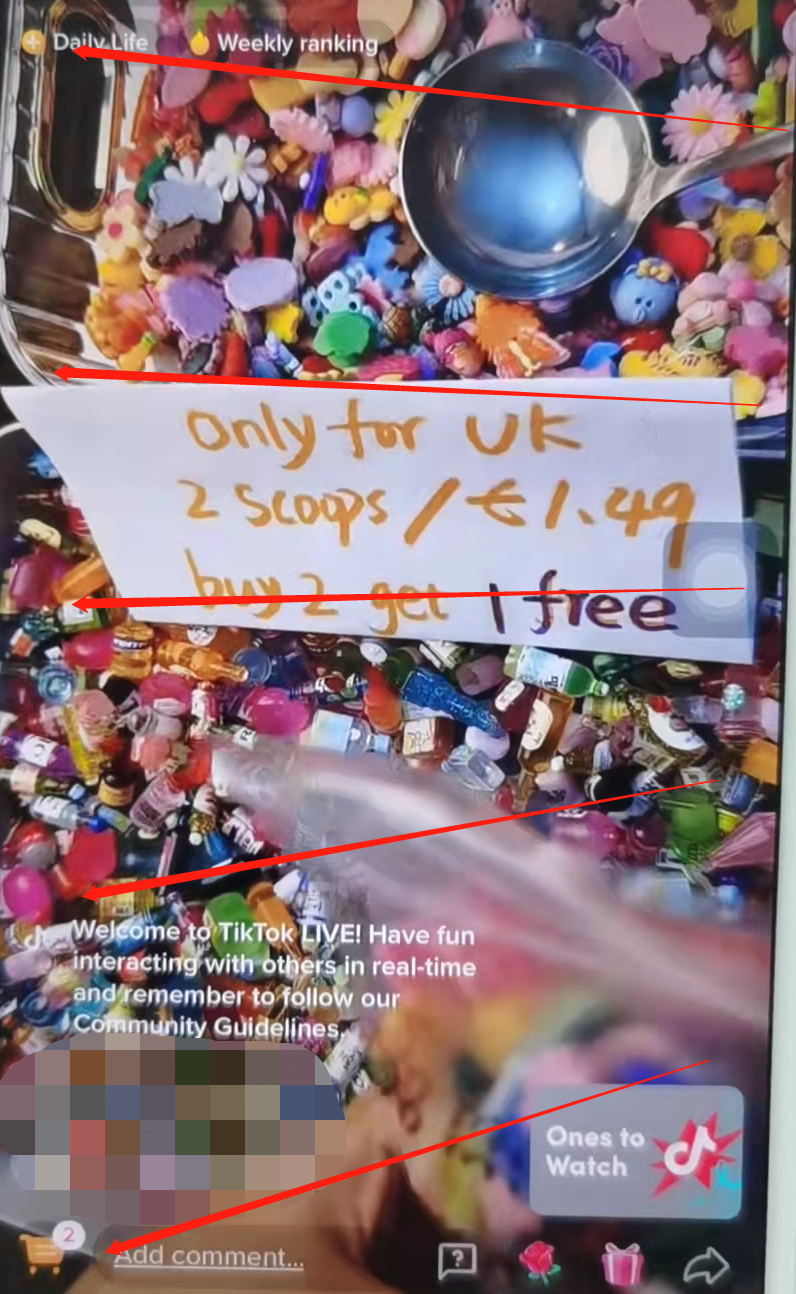 Daily Life Weekly ranking
Only for UK
2 Scoops / € 1.49
buy 2 get 1 free
Welcome to TikTok LIVE! Have fun
interacting with others in real-time
and remember to follow our
Community Guidelines.
Ones to
Watch
2
Add comment...